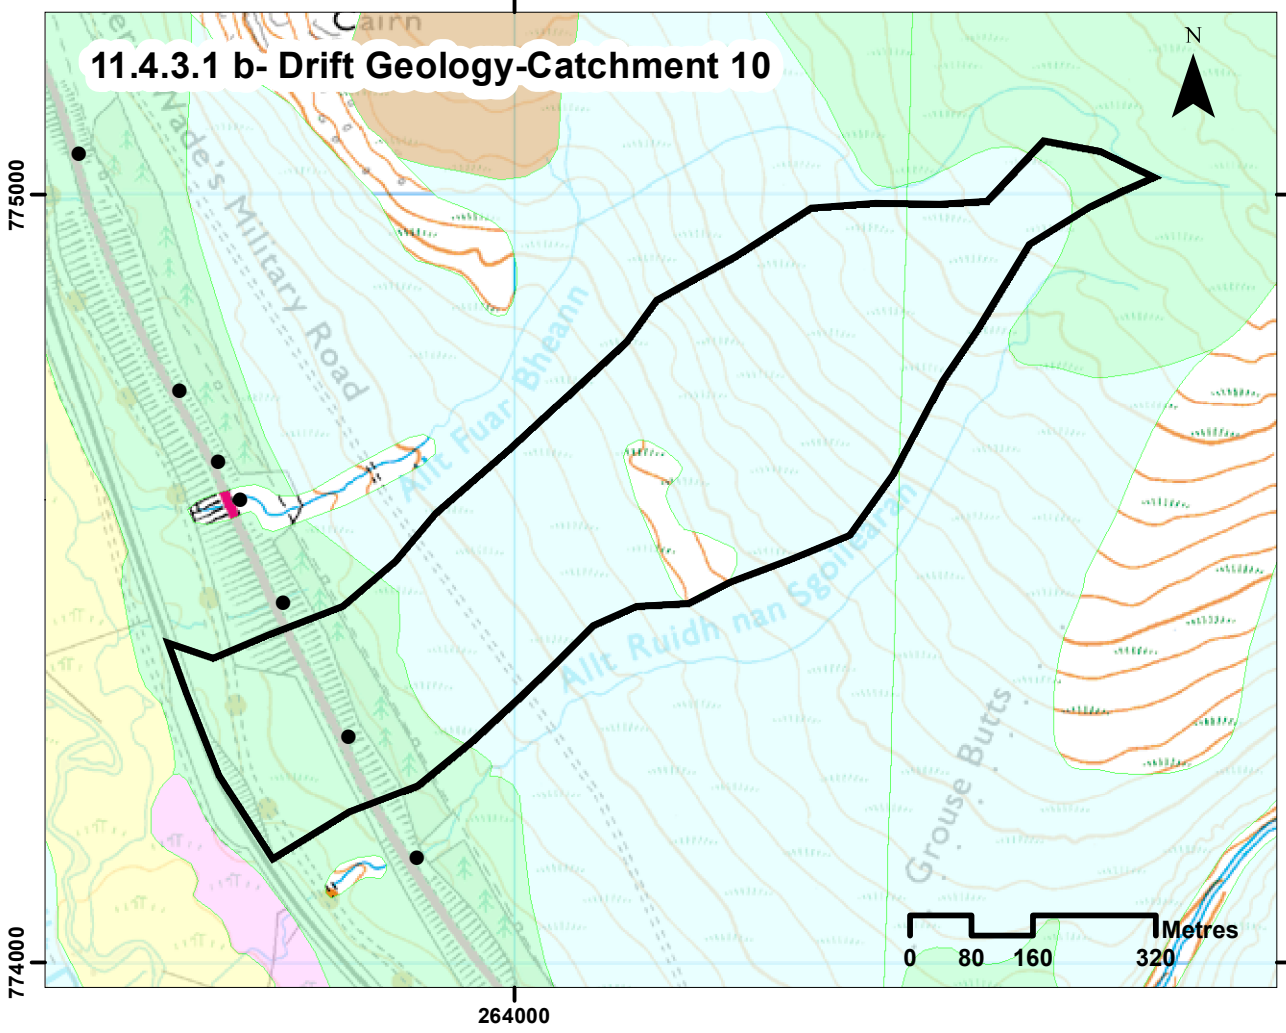 Cairn
11.4.3.1 b- Drift Geology-Catchment 10
N
775000
Wade's Military Road
Allt Fuar Bheann
Allt Ruidh nan Sgoilearan
Grouse Butts
Metres
0 80 160 320
774000
264000